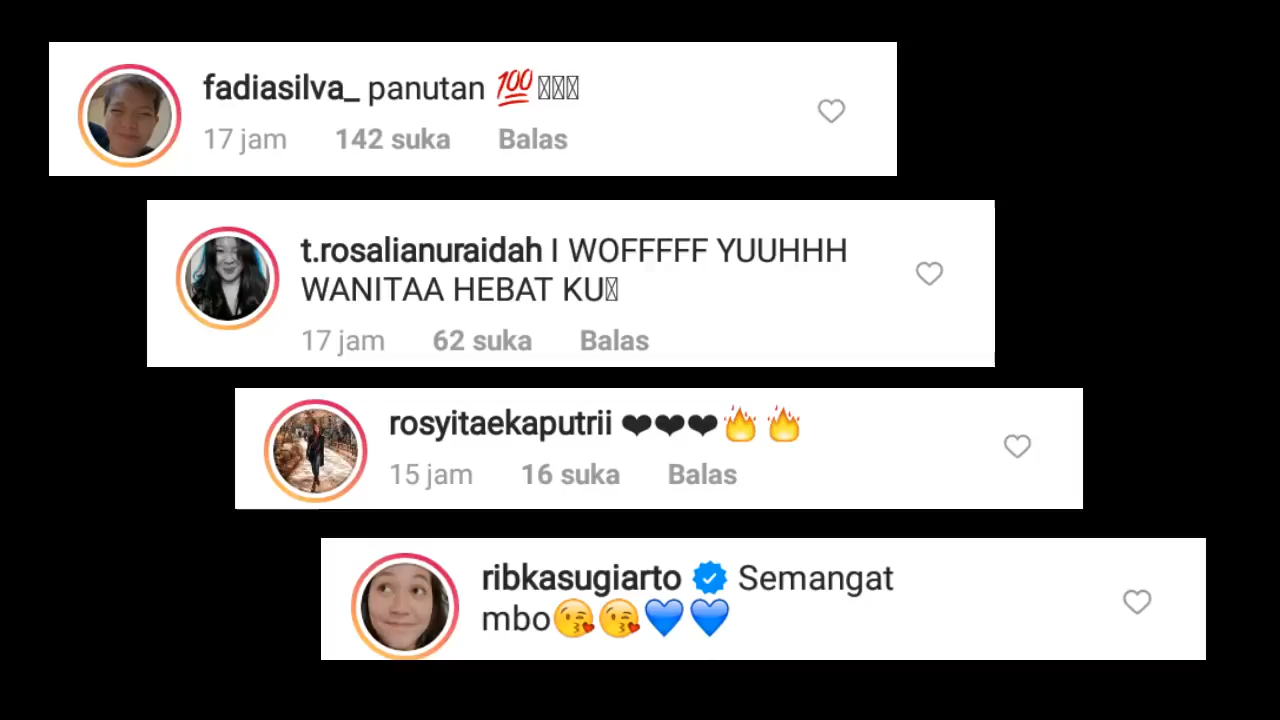 fadiasilva_ panutan 💯
17 jam 142 suka Balas
t.rosalianuraidah I WOFFFFF YUUHHH
WANITAA HEBAT KU
17 jam 62 suka Balas
rosyitaekaputrii ❤❤❤🔥🔥
15 jam 16 suka Balas
ribkasugiarto Semangat
mbo😘😘💙💙